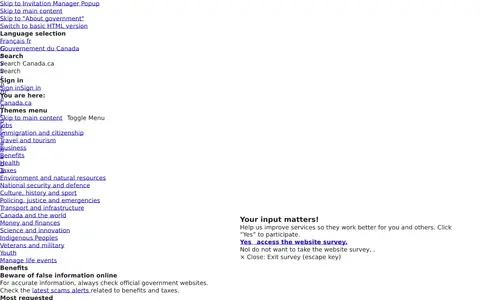 Skip to Invitation Manager Popup
Skip to main content
Skip to "About government"
Switch to basic HTML version
Language selection
Français fr
Gouvernement du Canada
Search
Search Canada.ca
Search
Sign in
Sign inSign in
You are here:
Canada.ca
Themes menu
Skip to main content Toggle Menu
Jobs
Immigration and citizenship
Travel and tourism
Business
Benefits
Health
Taxes
Environment and natural resources
National security and defence
Culture, history and sport
Policing, justice and emergencies
Transport and infrastructure
Canada and the world
Money and finances
Science and innovation
Indigenous Peoples
Veterans and military
Youth
Manage life events
Benefits
Beware of false information online
For accurate information, always check official government websites.
Check the latest scams alerts related to benefits and taxes.
Most requested
Your input matters!
Help us improve services so they work better for you and others. Click
"Yes" to participate.
Yes, access the website survey.
NoI do not want to take the website survey. .
× Close: Exit survey (escape key)